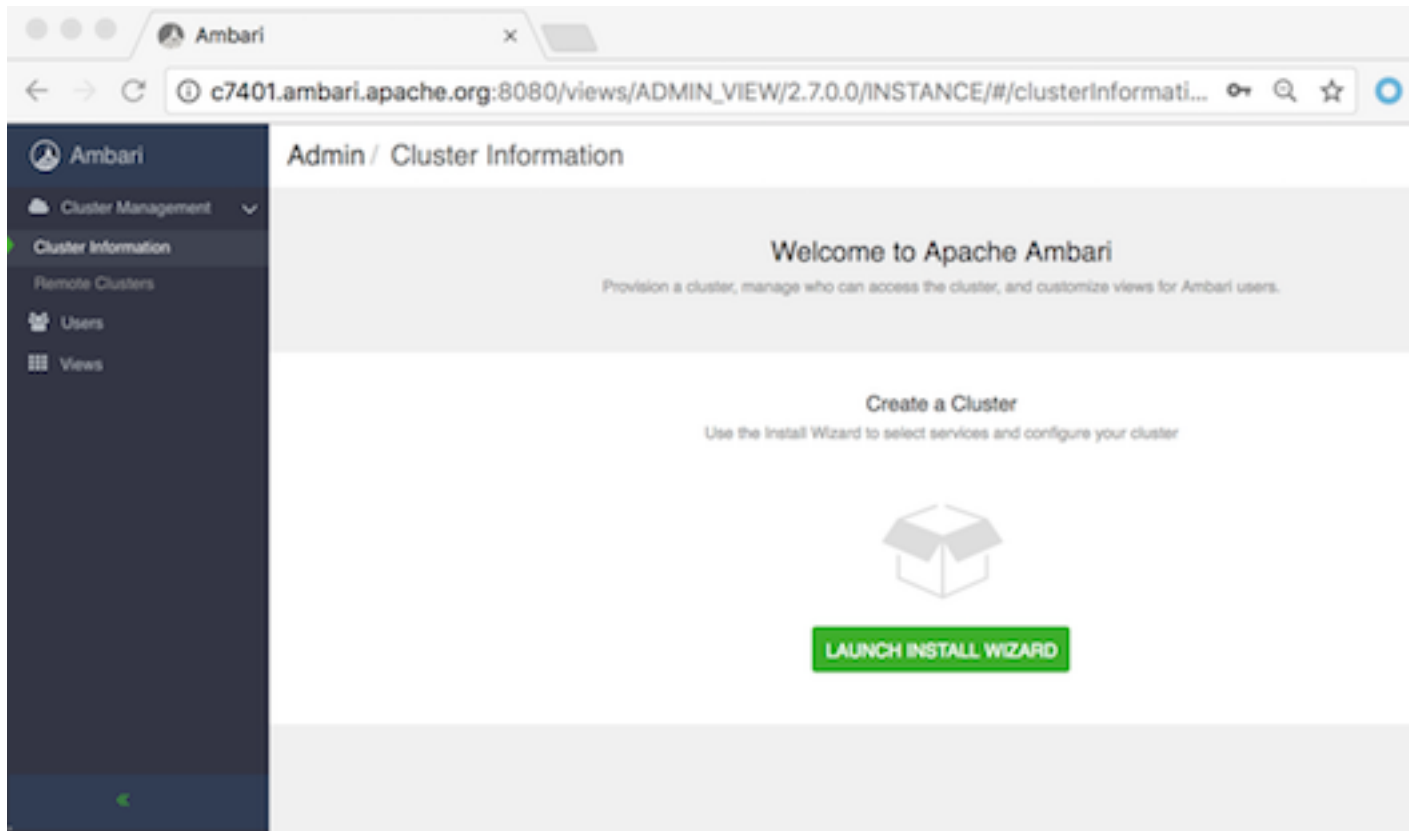 Ambari
c7401.ambari.apache.org:8080/views/ADMIN_VIEW/2.7.0.0/INSTANCE/#/clusterInformati...
Ambari
Admin / Cluster Information
Cluster Management
Cluster Information
Remote Clusters
Users
Views
Welcome to Apache Ambari
Provision a cluster, manage who can access the cluster, and customize views for Ambari users.
Create a Cluster
Use the Install Wizard to select services and configure your cluster
LAUNCH INSTALL WIZARD